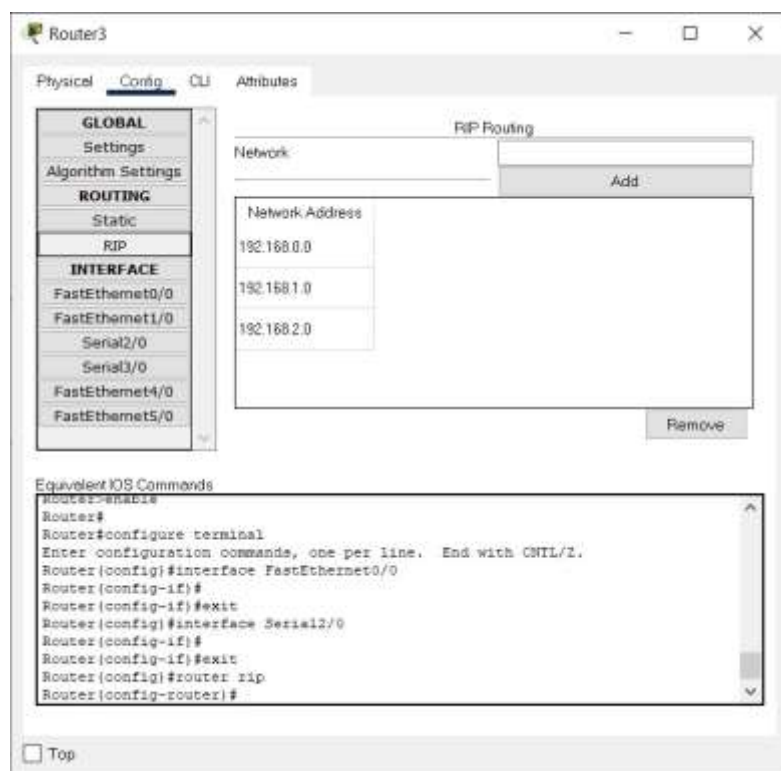 Router3
Physical Config CLI Attributes
GLOBAL
Settings
Algorithm Settings
ROUTING
Static
RIP
INTERFACE
FastEthernet0/0
FastEthernet1/0
Serial2/0
Serial3/0
FastEthernet4/0
FastEthernet5/0
RIP Routing
Network
Add
Network Address
192.168.0.0
192.168.1.0
192.168.2.0
Remove
Equivalent IOS Commands
Router>enable
Router#
Router#configure terminal
Enter configuration commands, one per line. End with CNTL/Z.
Router(config)#interface FastEthernet0/0
Router(config-if)#
Router(config-if)#exit
Router(config)#interface Serial2/0
Router(config-if)#
Router(config-if)#exit
Router(config)#router rip
Router(config-router)#
Top